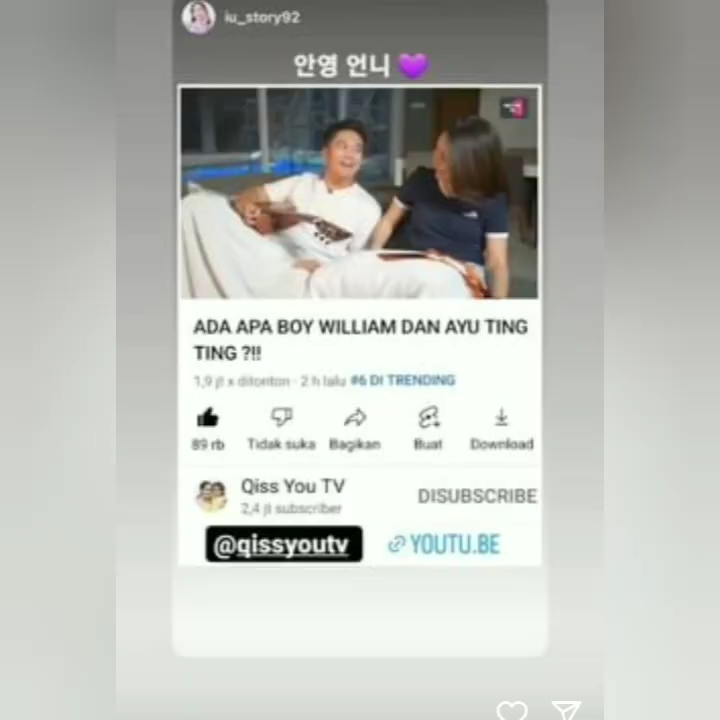 iu_story92
안영 언니 💜
ADA APA BOY WILLIAM DAN AYU TING
TING ?!!
1,9 jt x ditonton · 2 h lalu #6 DI TRENDING
89 rb Tidak suka Bagikan Buat Download
Qiss You TV
2,4 jt subscriber
DISUBSCRIBE
@qissyoutv
YOUTU.BE